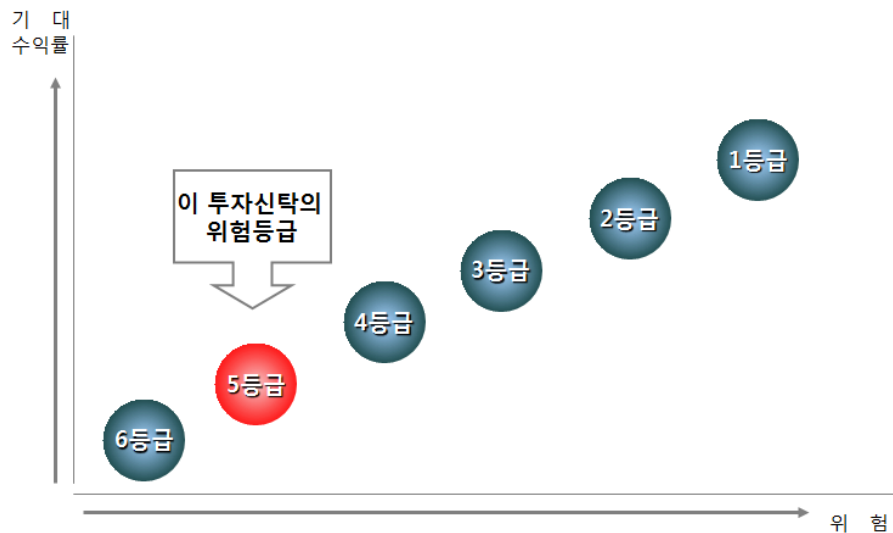 기 대
수익률
1등급
이 투자신탁의
위험등급
2등급
3등급
4등급
5등급
6등급
위 험